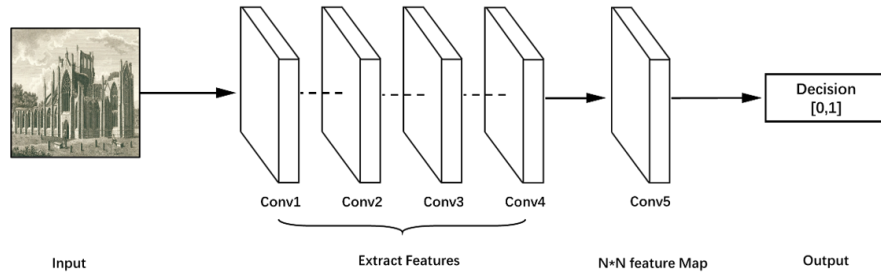 Decision
[0,1]
Conv1
Conv2
Conv3
Conv4
Conv5
Input
Extract Features
N*N feature Map
Output